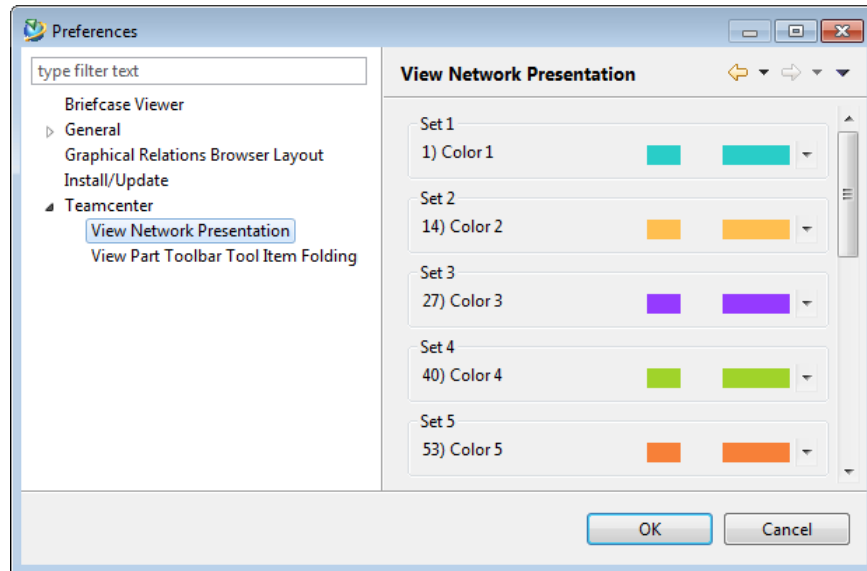 Preferences
type filter text
Briefcase Viewer
General
Graphical Relations Browser Layout
Install/Update
Teamcenter
View Network Presentation
View Part Toolbar Tool Item Folding
View Network Presentation
Set 1
1) Color 1
Set 2
14) Color 2
Set 3
27) Color 3
Set 4
40) Color 4
Set 5
53) Color 5
OK
Cancel